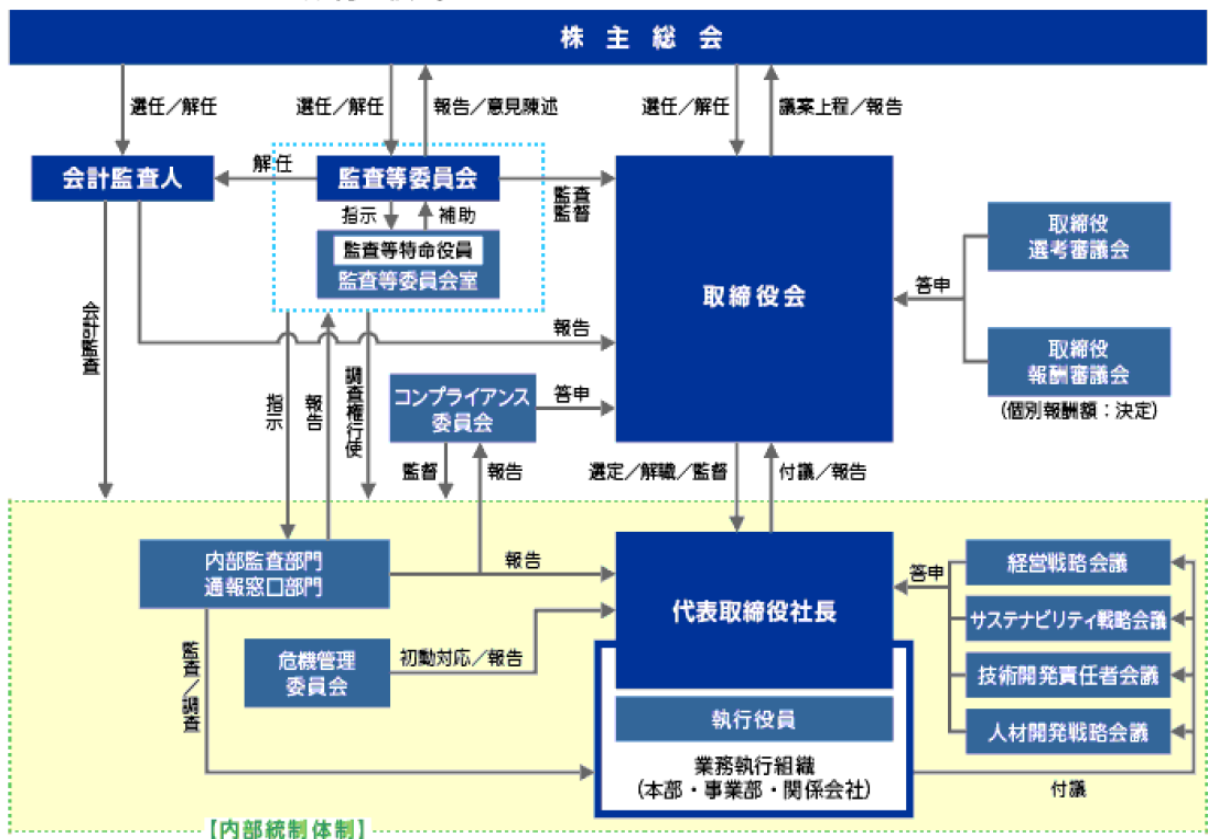 株主総会
選任／解任
選任／解任
報告／意見陳述
選任／解任
議案上程／報告
会計監査人
解任
監査等委員会
監査
監督
指示
補助
監査等特命役員
監査等委員会室
取締役会
取締役
選考審議会
答申
取締役
報酬審議会
(個別報酬額：決定)
会計監査
報告
指示
報告
調査権行使
コンプライアンス
委員会
答申
監督
報告
選定／解職／監督
付議／報告
内部監査部門
通報窓口部門
報告
代表取締役社長
答申
経営戦略会議
サステナビリティ戦略会議
技術開発責任者会議
人材開発戦略会議
監査／調査
危機管理
委員会
初動対応／報告
執行役員
業務執行組織
(本部・事業部・関係会社)
付議
【内部統制体制】